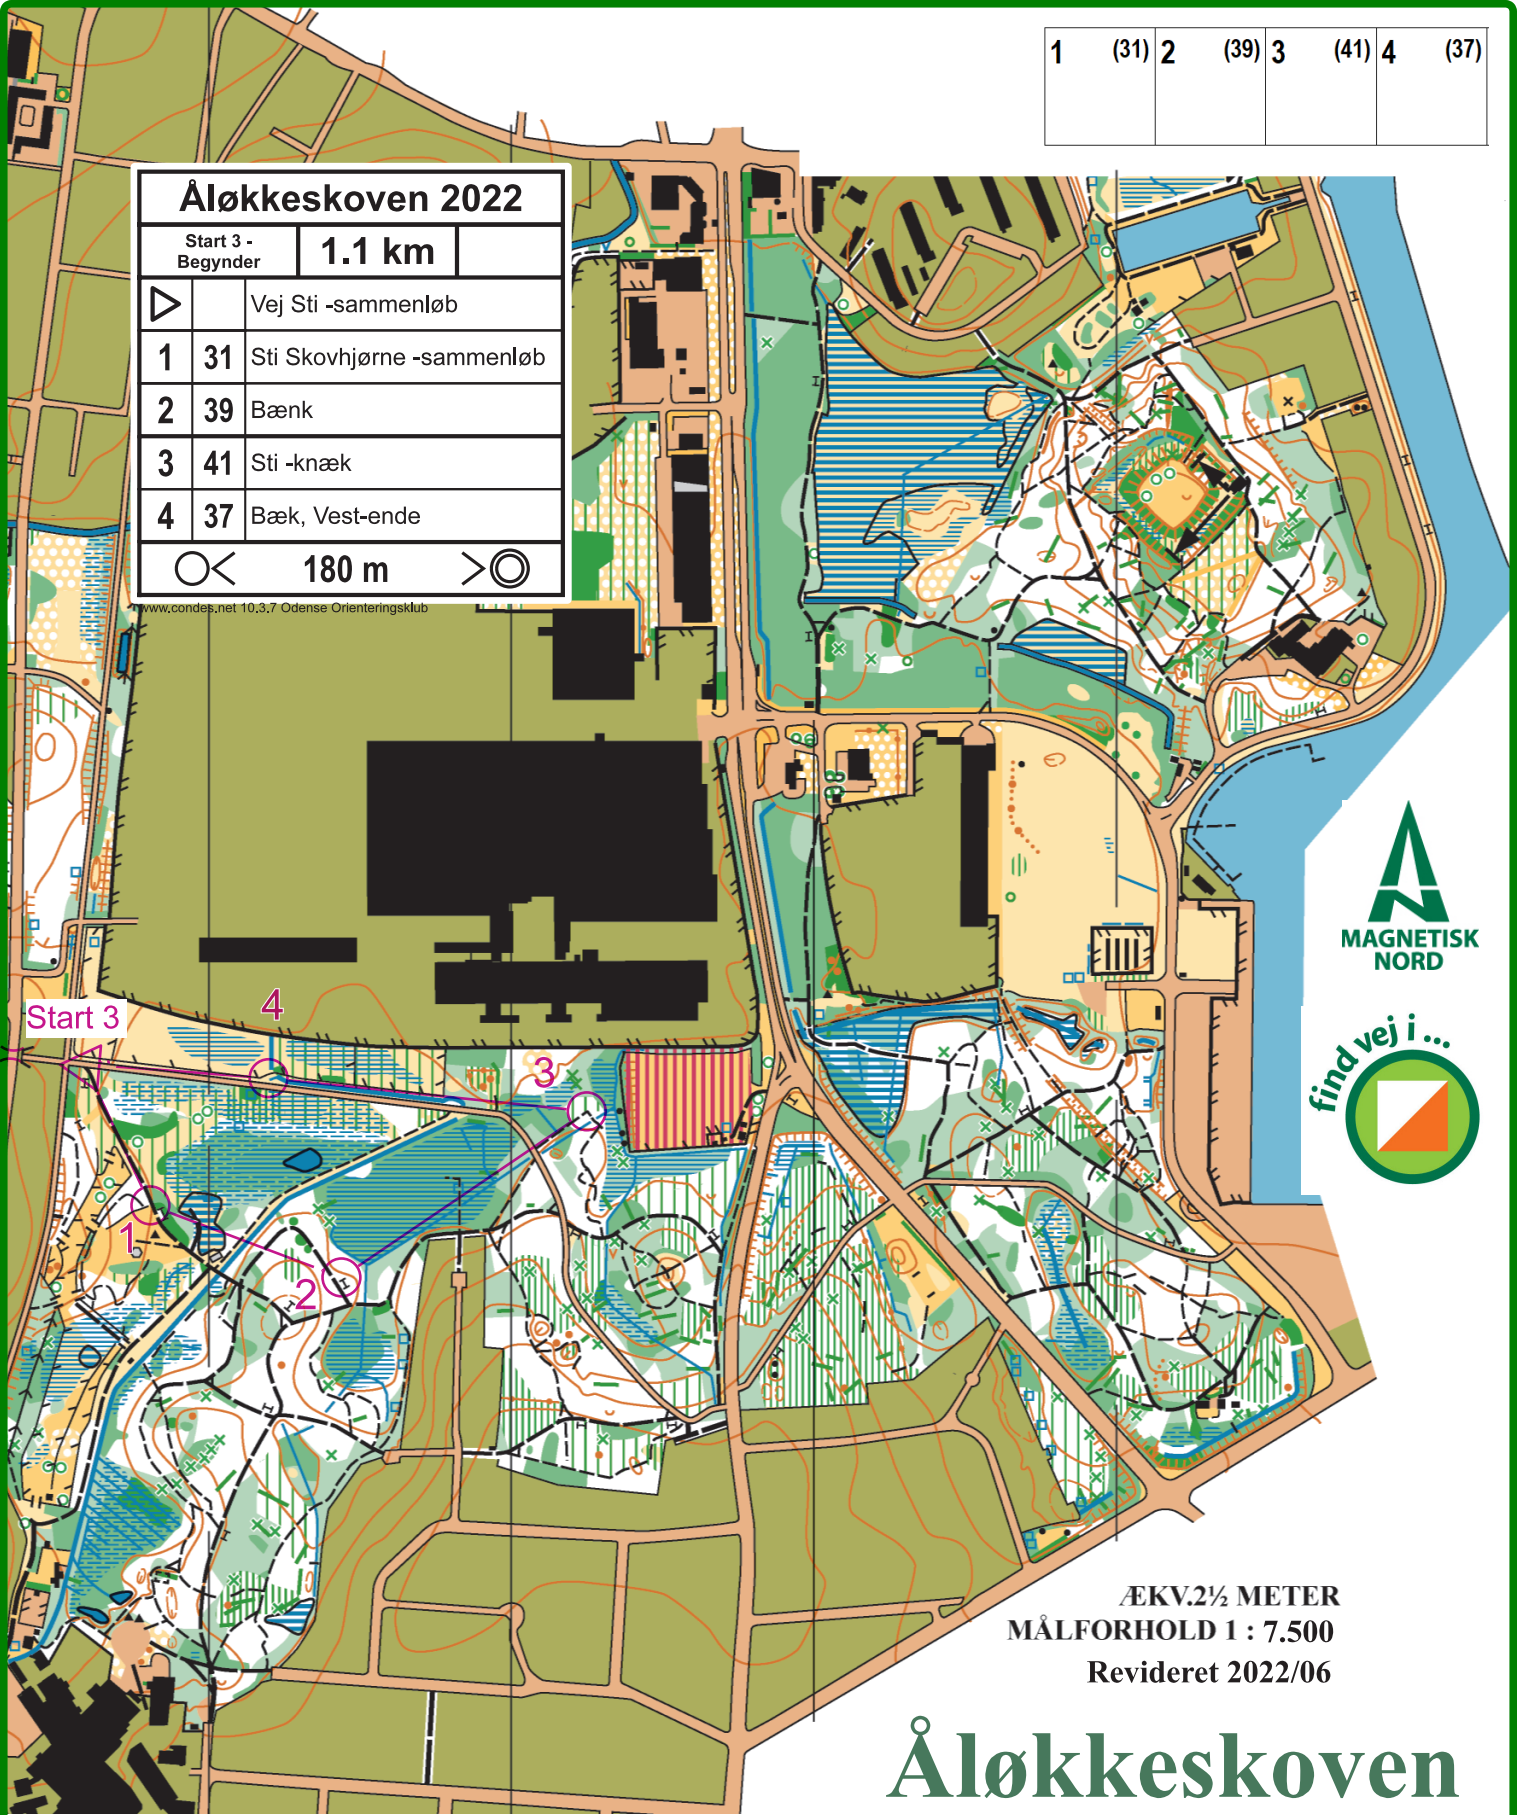 1 (31) 2 (39) 3 (41) 4 (37)
Åløkkeskoven 2022
Start 3 -
Begynder
1.1 km
Vej Sti -sammenløb
1 31 Sti Skovhjørne -sammenløb
2 39 Bænk
3 41 Sti -knæk
4 37 Bæk, Vest-ende
180 m
www.condes.net 10.3.7 Odense Orienteringsklub
MAGNETISK
NORD
Start 3
4
3
find vej i ...
1
2
ÆKV.2½ METER
MÅLFORHOLD 1 : 7.500
Revideret 2022/06
Åløkkeskoven